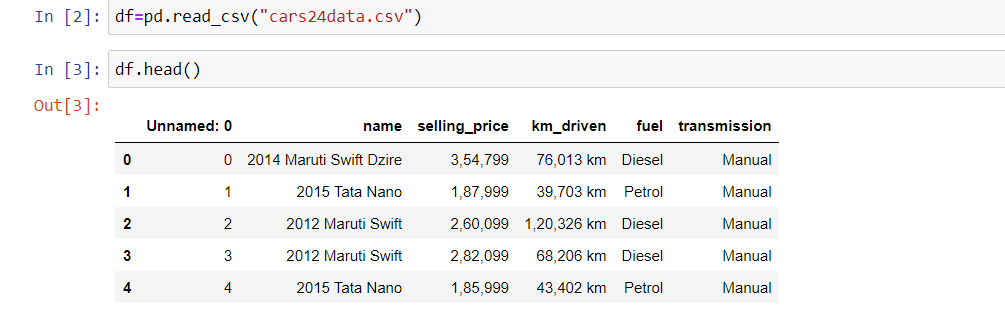 In [2]: df=pd.read_csv("cars24data.csv")
In [3]: df.head()
Out[3]:
Unnamed: 0 name selling_price km_driven fuel transmission
0 0 2014 Maruti Swift Dzire 3,54,799 76,013 km Diesel Manual
1 1 2015 Tata Nano 1,87,999 39,703 km Petrol Manual
2 2 2012 Maruti Swift 2,60,099 1,20,326 km Diesel Manual
3 3 2012 Maruti Swift 2,82,099 68,206 km Diesel Manual
4 4 2015 Tata Nano 1,85,999 43,402 km Petrol Manual